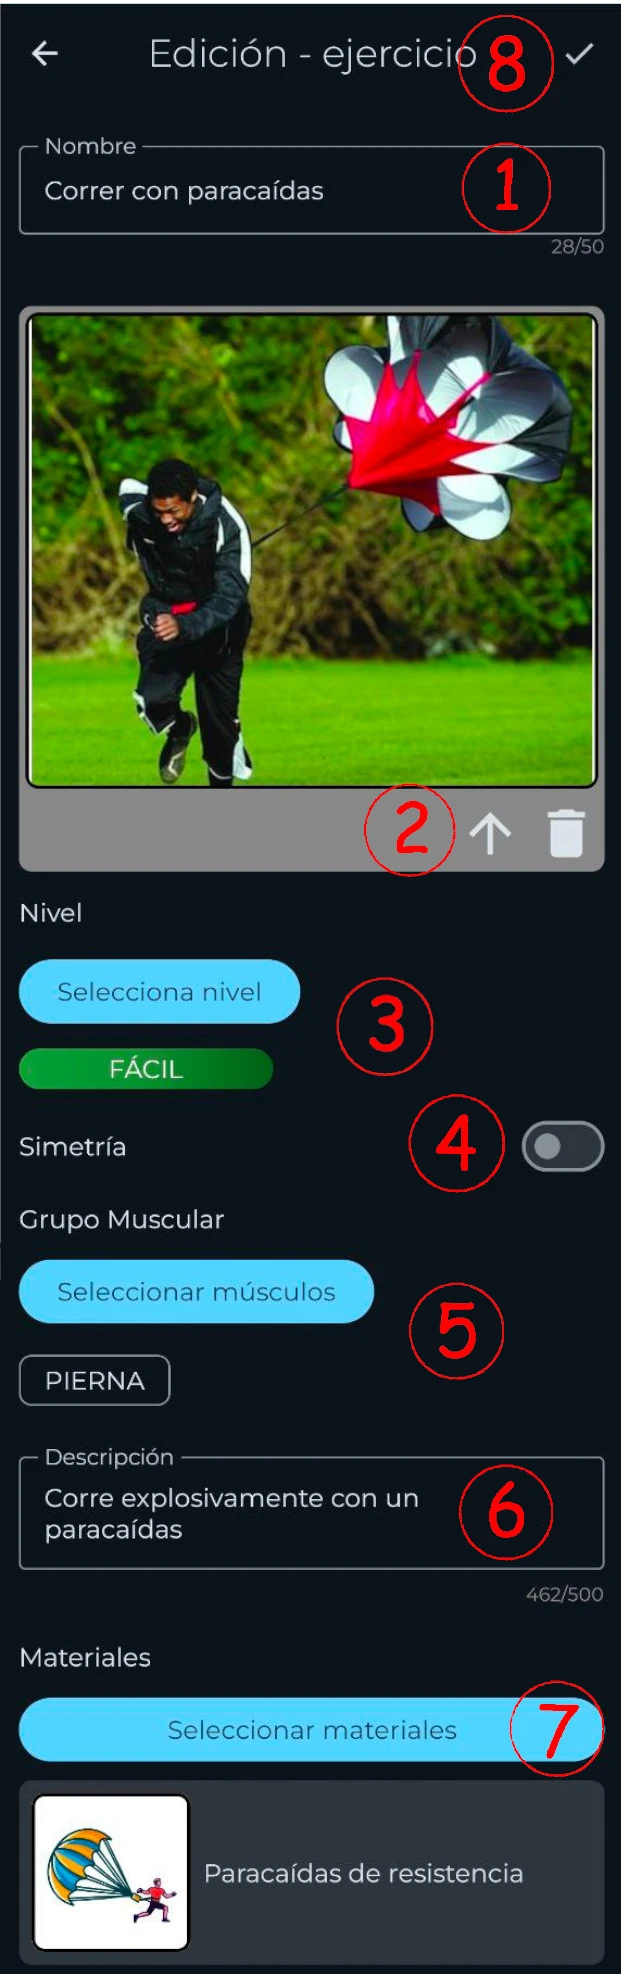 Edición - ejercicio 8
Nombre
Correr con paracaídas 1
28/50
2
Nivel
Selecciona nivel
3
FÁCIL
Simetría 4
Grupo Muscular
Seleccionar músculos
5
PIERNA
Descripción
Corre explosivamente con un
paracaídas
6
462/500
Materiales
Seleccionar materiales 7
Paracaídas de resistencia